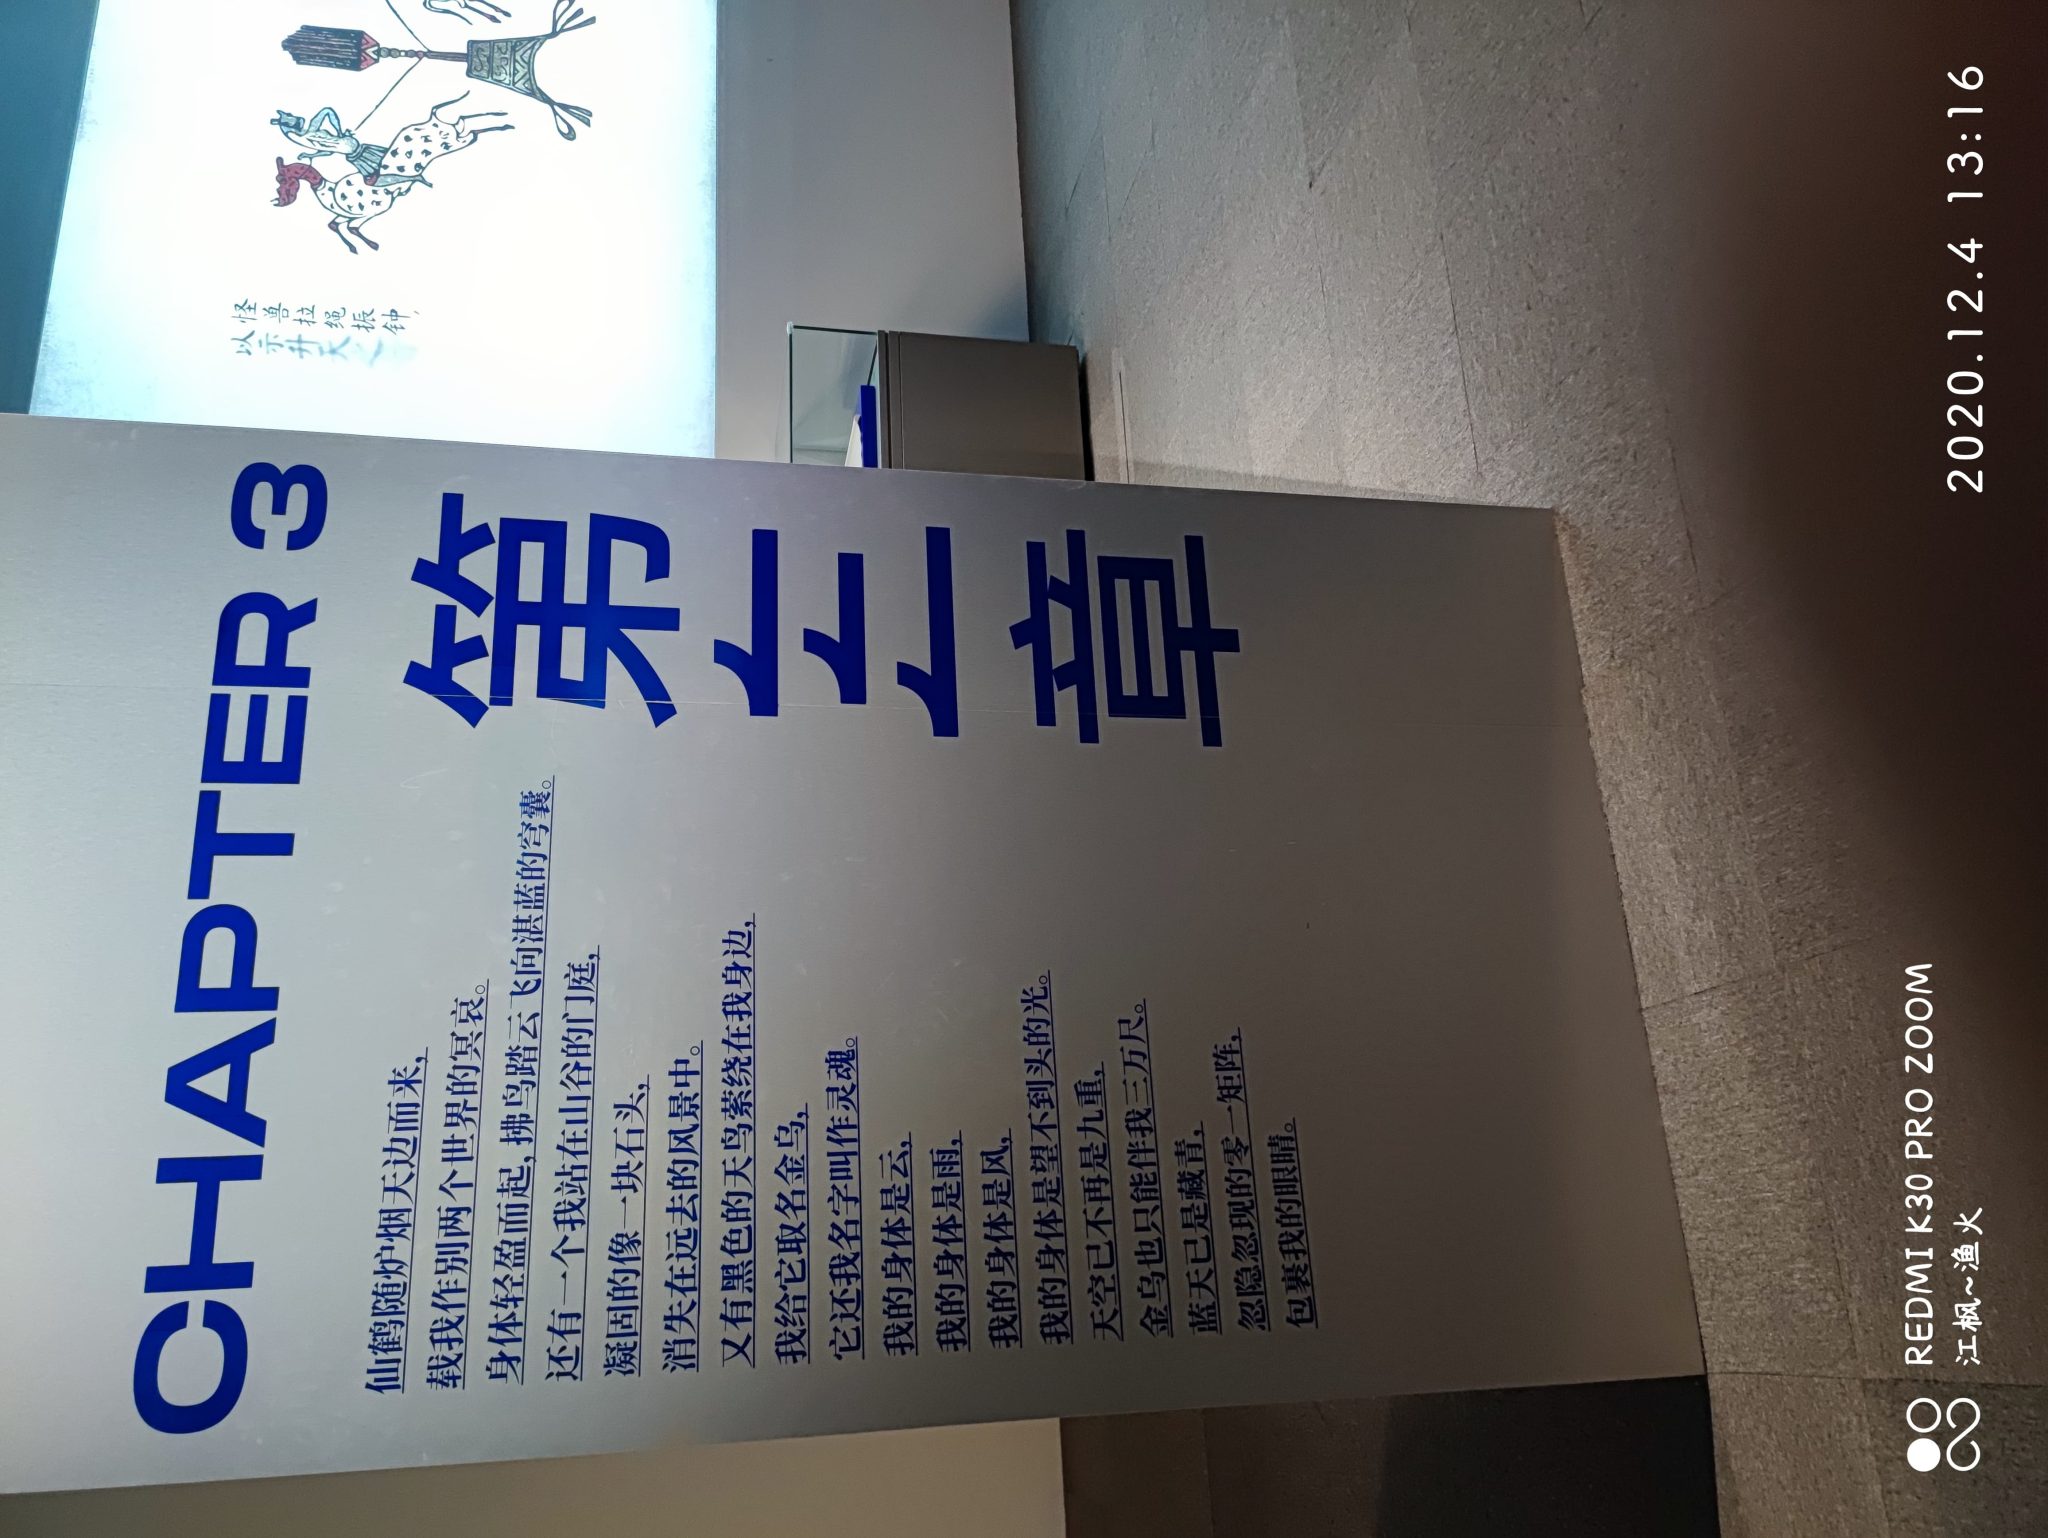 CHAPTER 3
第三章
仙鹤随炉烟天边而来，
载我作别两个世界的冥哀。
身体轻盈而起，拂鸟踏云飞向湛蓝的穹囊。
还有一个我站在山谷的门庭，
凝固的像一块石头，
消失在远去的风景中。
又有黑色的天鸟萦绕在我身边，
我给它取名金乌，
它还我名字叫作灵魂。
我的身体是云，
我的身体是雨，
我的身体是风，
我的身体是望不到头的光。
天空已不再是九重，
金乌也只能伴我三万尺。
蓝天已是藏青，
忽隐忽现的零一矩阵，
包裹我的眼睛。
怪兽拉绳振钟，
以示升天
REDMI K30 PRO ZOOM
江枫~渔火
2020.12.4 13:16